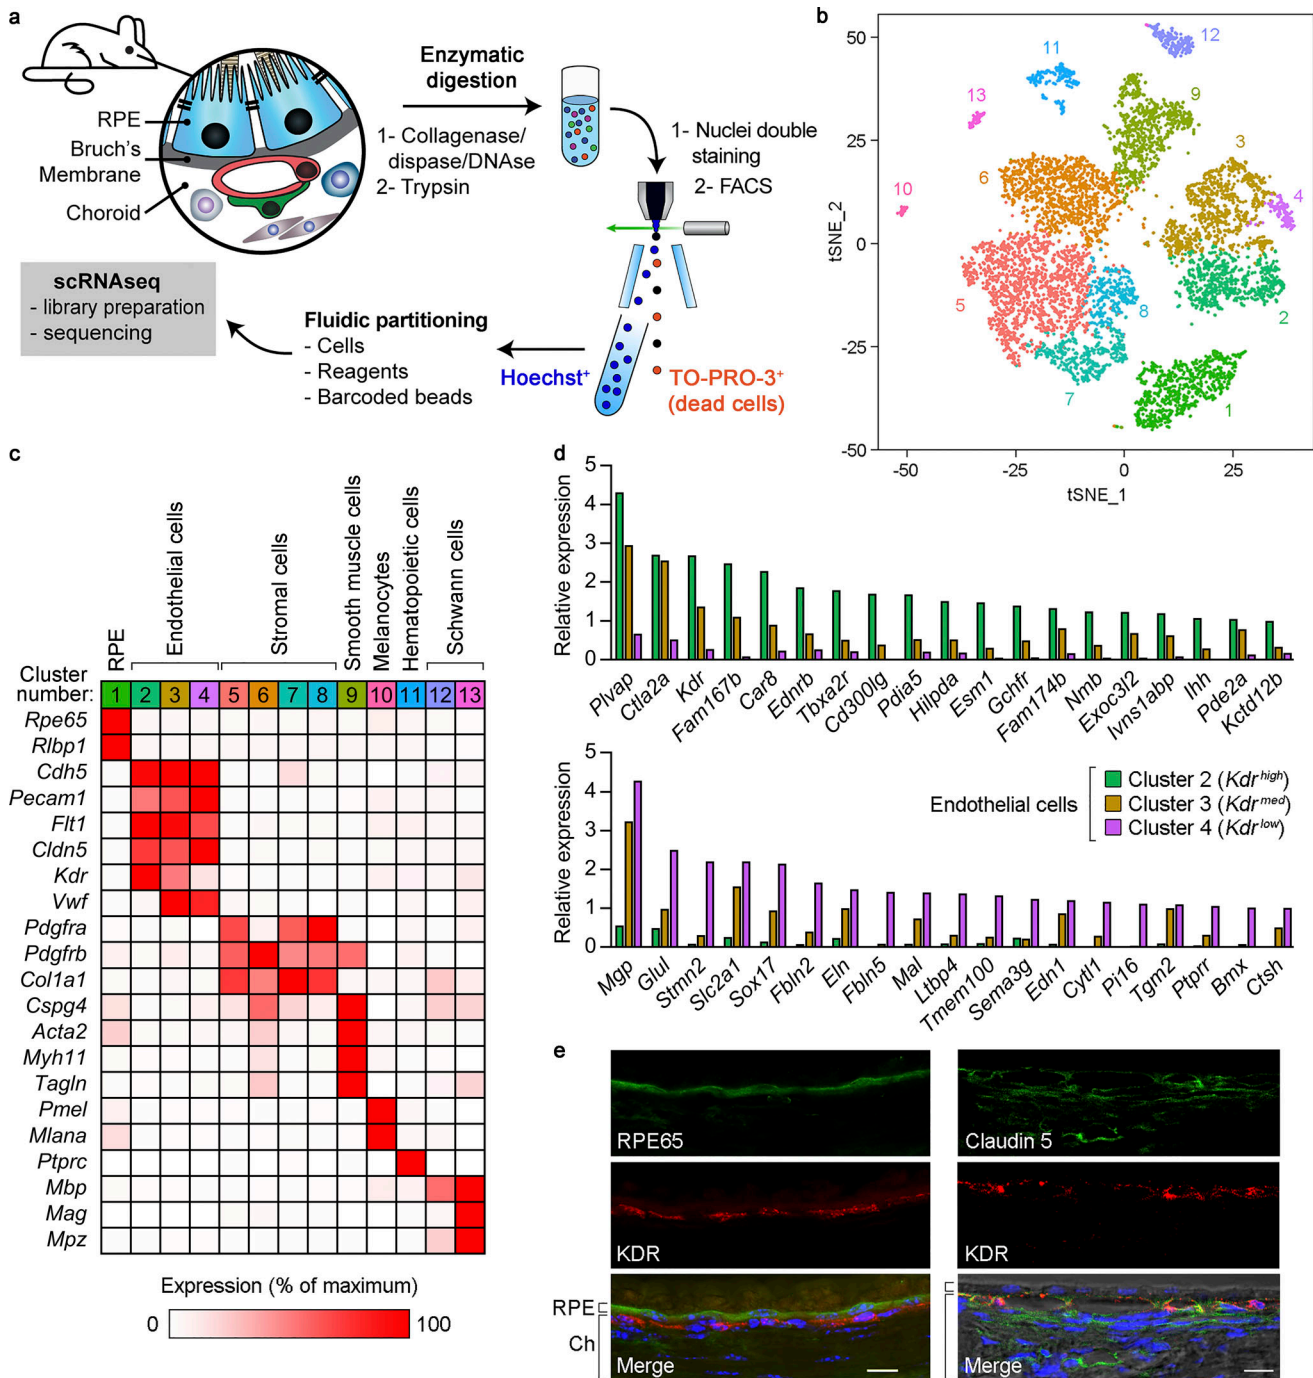 a
RPE
Bruch's
Membrane
Choroid
Enzymatic
digestion
1- Collagenase/
dispase/DNAse
2- Trypsin
1- Nuclei double
staining
2- FACS
scRNAseq
- library preparation
- sequencing
Fluidic partitioning
- Cells
- Reagents
- Barcoded beads
Hoechst+
TO-PRO-3+
(dead cells)
b
50
25
0
-25
-50
-50
-25
0
25
tSNE_2
tSNE_1
12
11
9
13
3
6
4
10
5
8
2
7
1
c
RPE
Endothelial cells
Stromal cells
Smooth muscle cells
Melanocytes
Hematopoietic cells
Schwann cells
Cluster
number: 1 2 3 4 5 6 7 8 9 10 11 12 13
Rpe65
Rlbp1
Cdh5
Pecam1
Flt1
Cldn5
Kdr
Vwf
Pdgfra
Pdgfrb
Col1a1
Cspg4
Acta2
Myh11
Tagln
Pmel
Mlana
Ptprc
Mbp
Mag
Mpz
Expression (% of maximum)
0 100
d
Relative expression
5
4
3
2
1
0
Plvap
Ctla2a
Kdr
Fam167b
Car8
Ednrb
Tbxa2r
Cd300lg
Pdia5
Hilpda
Esm1
Gchfr
Fam174b
Nmb
Exoc3l2
Ivns1abp
Ihh
Pde2a
Kctd12b
Relative expression
5
4
3
2
1
0
Endothelial cells
Cluster 2 (Kdr high)
Cluster 3 (Kdr med)
Cluster 4 (Kdr low)
Mgp
Glul
Stmn2
Slc2a1
Sox17
Fbln2
Eln
Fbln5
Mal
Ltbp4
Tmem100
Sema3g
Edn1
Cytl1
Pi16
Tgm2
Ptprr
Bmx
Ctsh
e
RPE65
Claudin 5
KDR
KDR
RPE
Ch
Merge
Merge